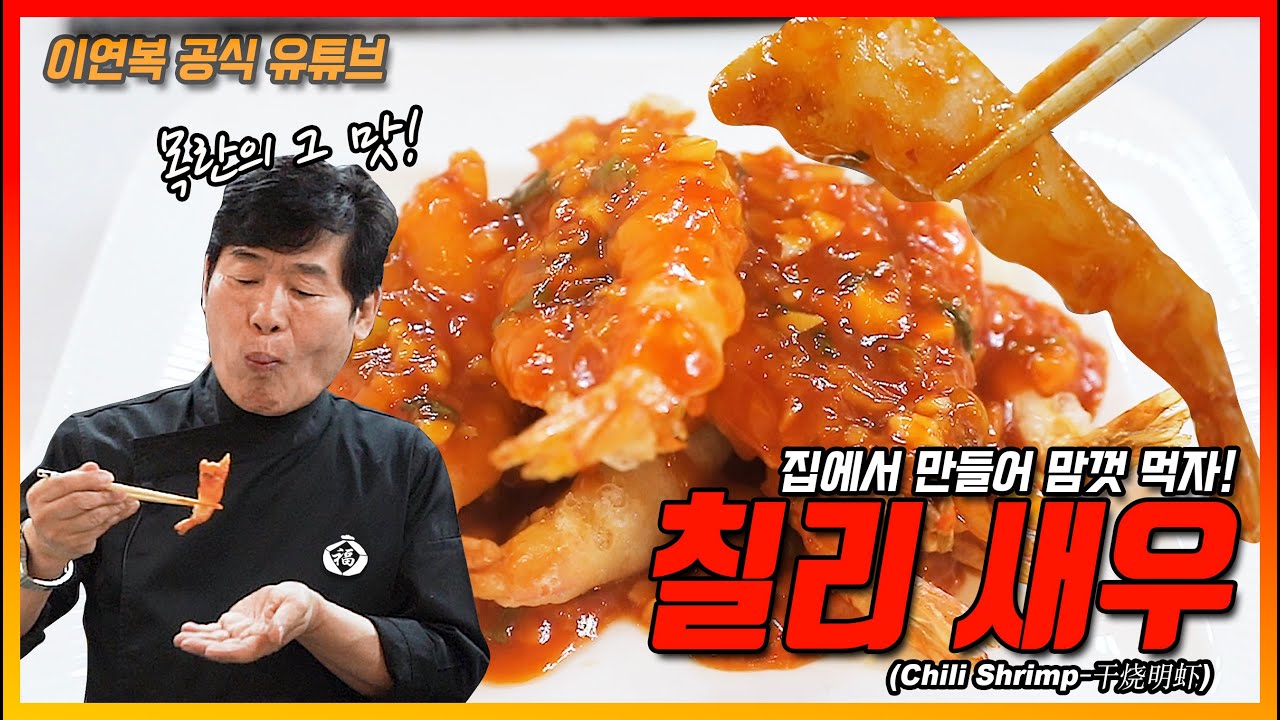 이연복 공식 유튜브
목란의 그 맛!
福
집에서 만들어 맘껏 먹자!
칠리 새우
(Chili Shrimp-干烧明虾)